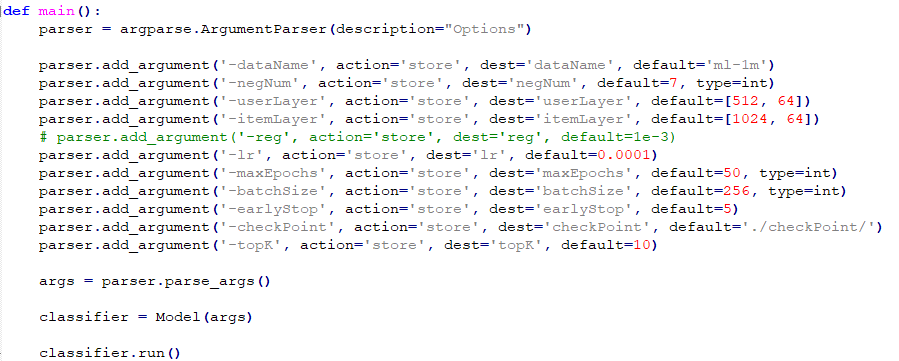 def main():
    parser = argparse.ArgumentParser(description="Options")
    parser.add_argument('-dataName', action='store', dest='dataName', default='ml-1m')
    parser.add_argument('-negNum', action='store', dest='negNum', default=7, type=int)
    parser.add_argument('-userLayer', action='store', dest='userLayer', default=[512, 64])
    parser.add_argument('-itemLayer', action='store', dest='itemLayer', default=[1024, 64])
    # parser.add_argument('-reg', action='store', dest='reg', default=1e-3)
    parser.add_argument('-lr', action='store', dest='lr', default=0.0001)
    parser.add_argument('-maxEpochs', action='store', dest='maxEpochs', default=50, type=int)
    parser.add_argument('-batchSize', action='store', dest='batchSize', default=256, type=int)
    parser.add_argument('-earlyStop', action='store', dest='earlyStop', default=5)
    parser.add_argument('-checkPoint', action='store', dest='checkPoint', default='./checkPoint/')
    parser.add_argument('-topK', action='store', dest='topK', default=10)
    args = parser.parse_args()
    classifier = Model(args)
    classifier.run()